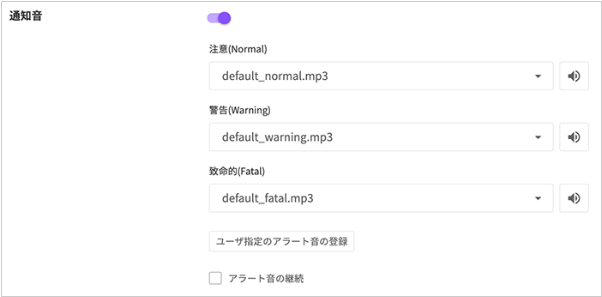 通知音
注意(Normal)
default_normal.mp3
警告(Warning)
default_warning.mp3
致命的(Fatal)
default_fatal.mp3
ユーザ指定のアラート音の登録
アラート音の継続